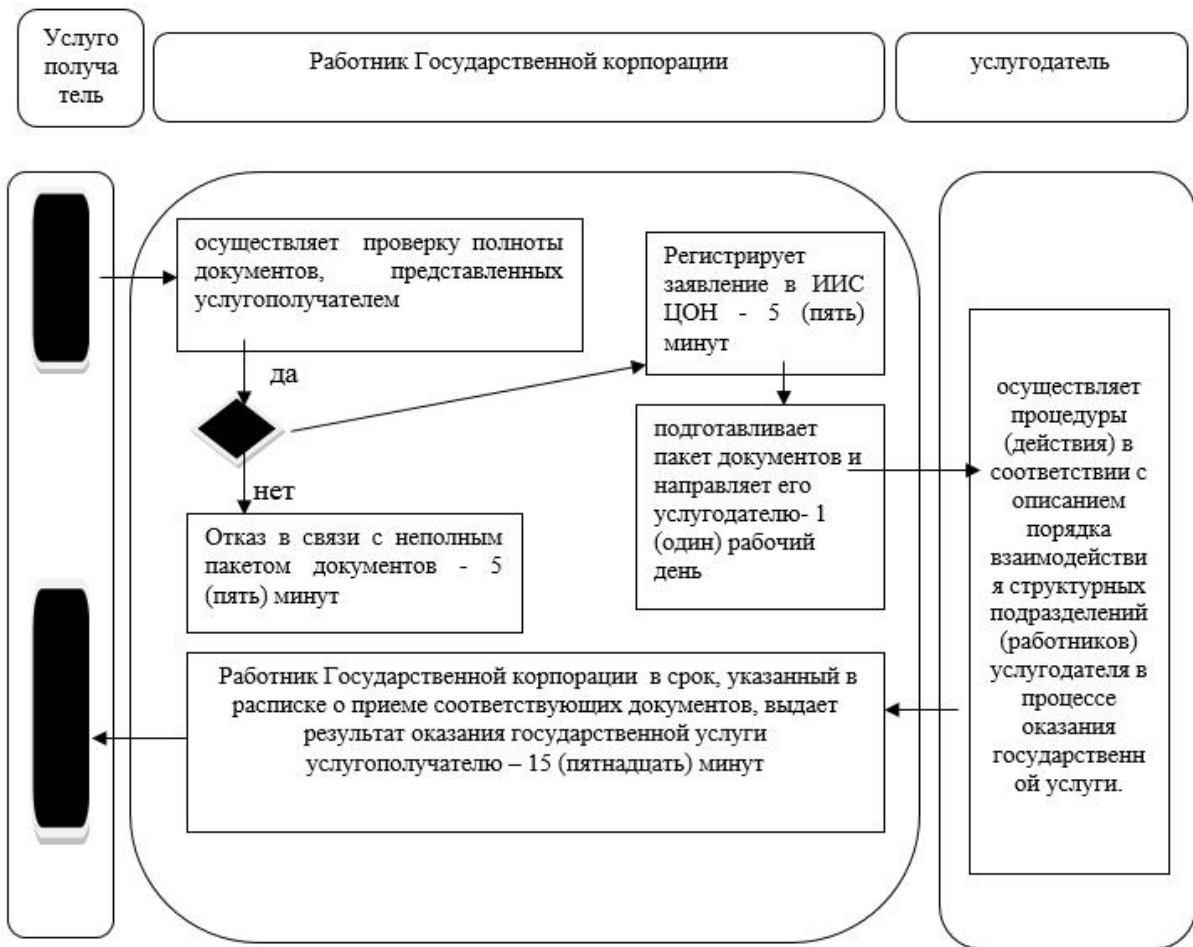 Услуго
получа
тель
Работник Государственной корпорации
услугодатель
осуществляет проверку полноты
документов, представленных
услугополучателем
да
нет
Отказ в связи с неполным
пакетом документов - 5
(пять) минут
Регистрирует
заявление в ИИС
ЦОН - 5 (пять)
минут
подготавливает
пакет документов и
направляет его
услугодателю- 1
(один) рабочий
день
осуществляет
процедуры
(действия) в
соответствии с
описанием
порядка
взаимодействи
я структурных
подразделений
(работников)
услугодателя в
процессе
оказания
государственн
ой услуги.
Работник Государственной корпорации в срок, указанный в
расписке о приеме соответствующих документов, выдает
результат оказания государственной услуги
услугополучателю – 15 (пятнадцать) минут